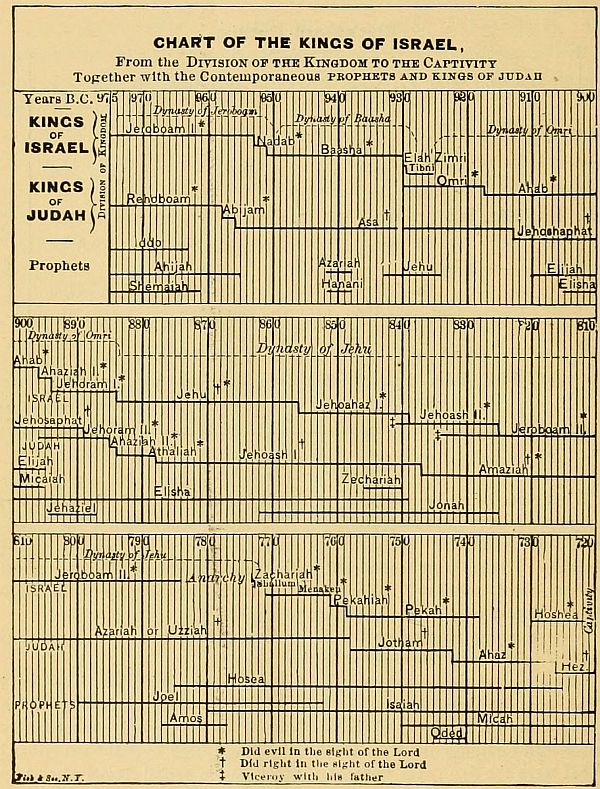 CHART OF THE KINGS OF ISRAEL,
From the DIVISION OF THE KINGDOM TO THE CAPTIVITY
Together with the Contemporaneous PROPHETS AND KINGS OF JUDAH
Years B.C. 975 970 960 950 940 930 920 910 900
Dynasty of Jeroboam Dynasty of Baasha Dynasty of Omri
KINGS OF ISRAEL
DIVISION OF KINGDOM
Jeroboam I.* Nadab* Baasha* Elah Zimri
Tibni
Omri* Ahab*
KINGS OF JUDAH
Rehoboam* Abijam* Asa† Jehoshaphat†
Prophets
Iddo
Ahijah Azariah Jehu Elijah
Shemaiah Hanani Elisha
900 890 880 870 860 850 840 830 820 810
Dynasty of Omri Dynasty of Jehu
Ahab* Ahaziah I.* Jehoram I.* Jehu†* Jehoahaz I.* ‡ Jehoash II.* ‡ Jeroboam II.*
ISRAEL
Jehosaphat† Jehoram II.* Ahaziah II.* Athaliah* Jehoash I† Amaziah†*
JUDAH
Elijah
Micaiah Elisha Zechariah
Jehaziel Jonah
810 800 790 780 770 760 750 740 730 720
Dynasty of Jehu
Jeroboam II.* Anarchy Zachariah* Shallum Menahem* Pekahiah* Pekah* Hoshea* Captivity
ISRAEL
Azariah or Uzziah† Jotham† Ahaz* Hez.†
JUDAH
Hosea
PROPHETS Joel Isaiah
Amos Micah
Oded
* Did evil in the sight of the Lord
† Did right in the sight of the Lord
‡ Viceroy with his father
Fisk & See, N.Y.